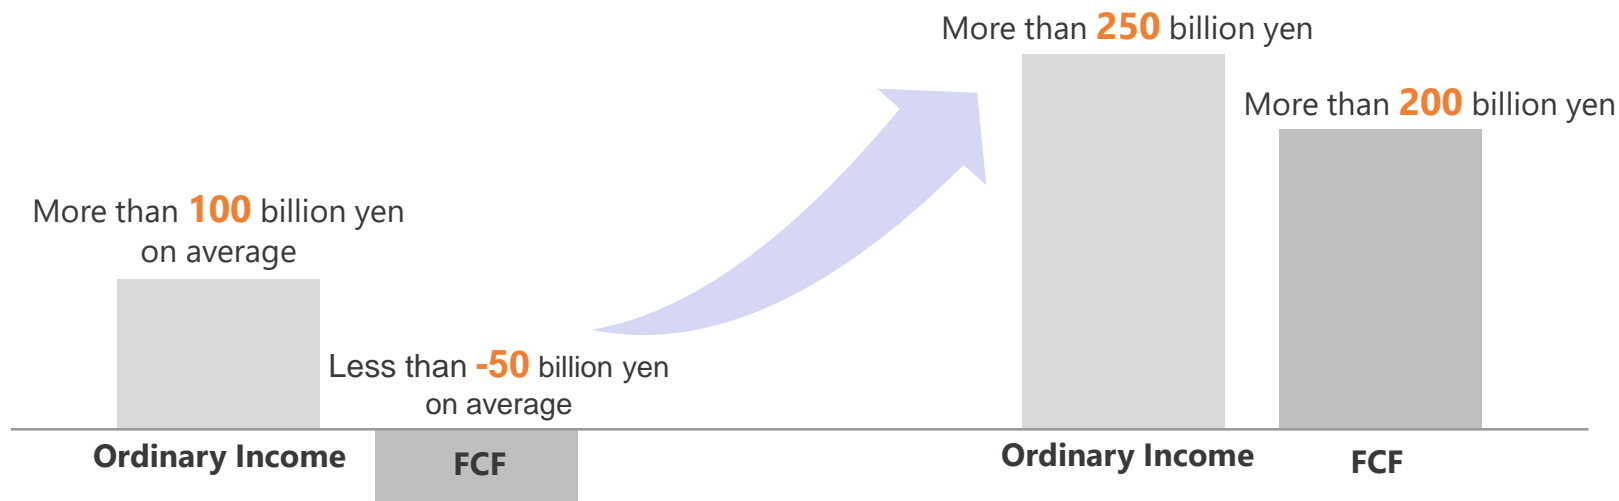 More than 100 billion yen
on average
Less than -50 billion yen
on average
Ordinary Income
FCF
More than 250 billion yen
More than 200 billion yen
Ordinary Income
FCF